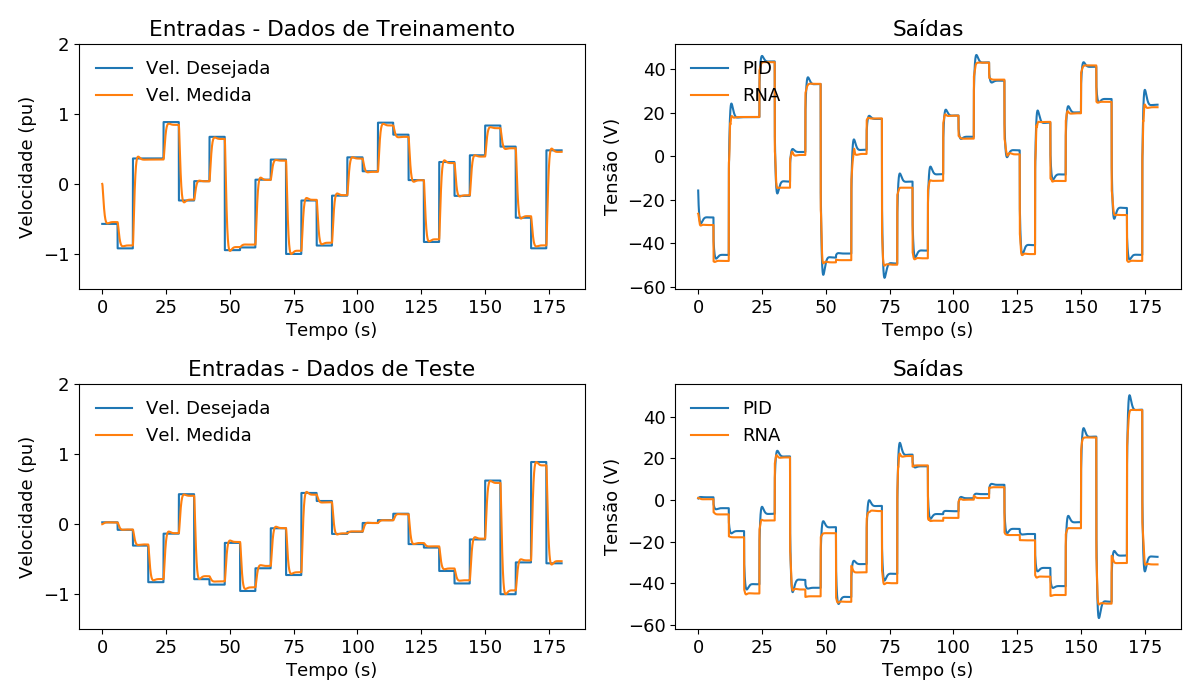 Entradas - Dados de Treinamento
Vel. Desejada
Vel. Medida
Velocidade (pu)
2
1
0
−1
0 25 50 75 100 125 150 175
Tempo (s)
Saídas
PID
RNA
Tensão (V)
40
20
0
−20
−40
−60
0 25 50 75 100 125 150 175
Tempo (s)
Entradas - Dados de Teste
Vel. Desejada
Vel. Medida
Velocidade (pu)
2
1
0
−1
0 25 50 75 100 125 150 175
Tempo (s)
Saídas
PID
RNA
Tensão (V)
40
20
0
−20
−40
−60
0 25 50 75 100 125 150 175
Tempo (s)